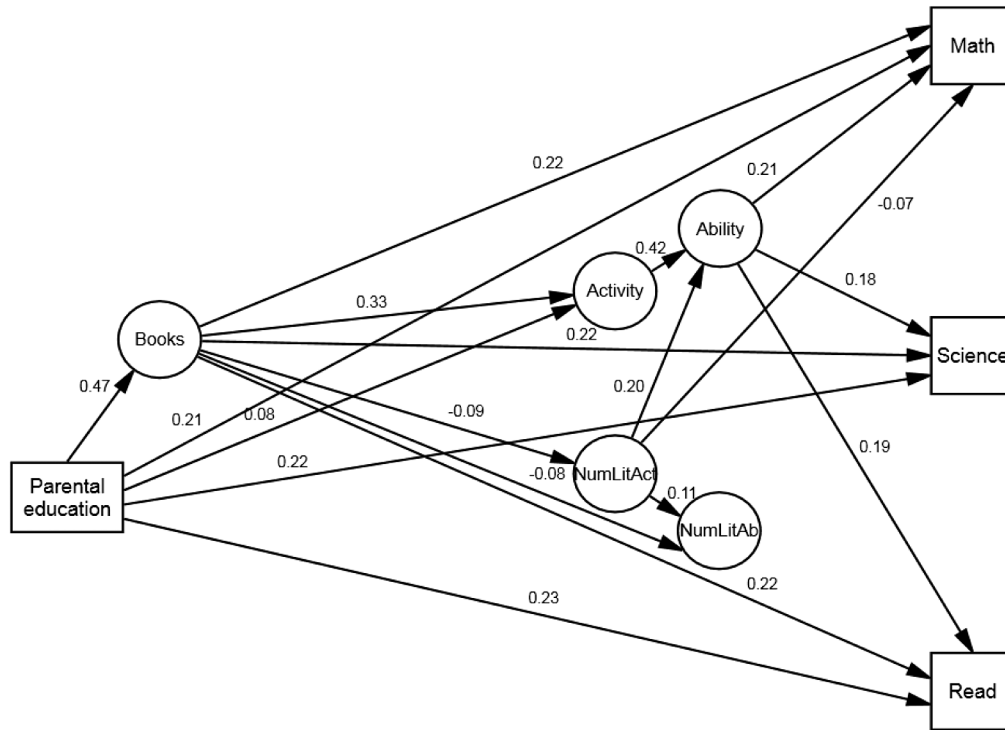 Math
0.22
0.21
-0.07
Ability
0.42
0.18
Activity
0.33
Books
0.22
Science
0.47
0.20
-0.09
0.21
0.08
0.19
0.22
-0.08
NumLitAct
0.11
Parental
education
NumLitAb
0.22
0.23
Read